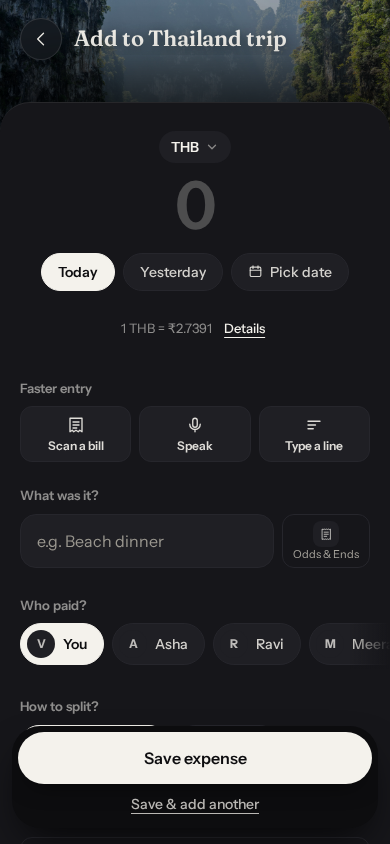 Add to Thailand trip
THB
0
Today Yesterday Pick date
1 THB = ₹2.7391 Details
Faster entry
Scan a bill Speak Type a line
What was it?
e.g. Beach dinner
Odds & Ends
Who paid?
V You A Asha R Ravi M Meer
How to split?
Save expense
Save & add another